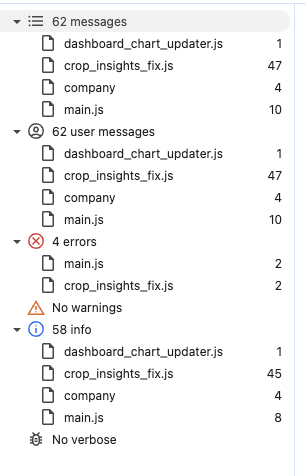 62 messages
dashboard_chart_updater.js 1
crop_insights_fix.js 47
company 4
main.js 10
62 user messages
dashboard_chart_updater.js 1
crop_insights_fix.js 47
company 4
main.js 10
4 errors
main.js 2
crop_insights_fix.js 2
No warnings
58 info
dashboard_chart_updater.js 1
crop_insights_fix.js 45
company 4
main.js 8
No verbose